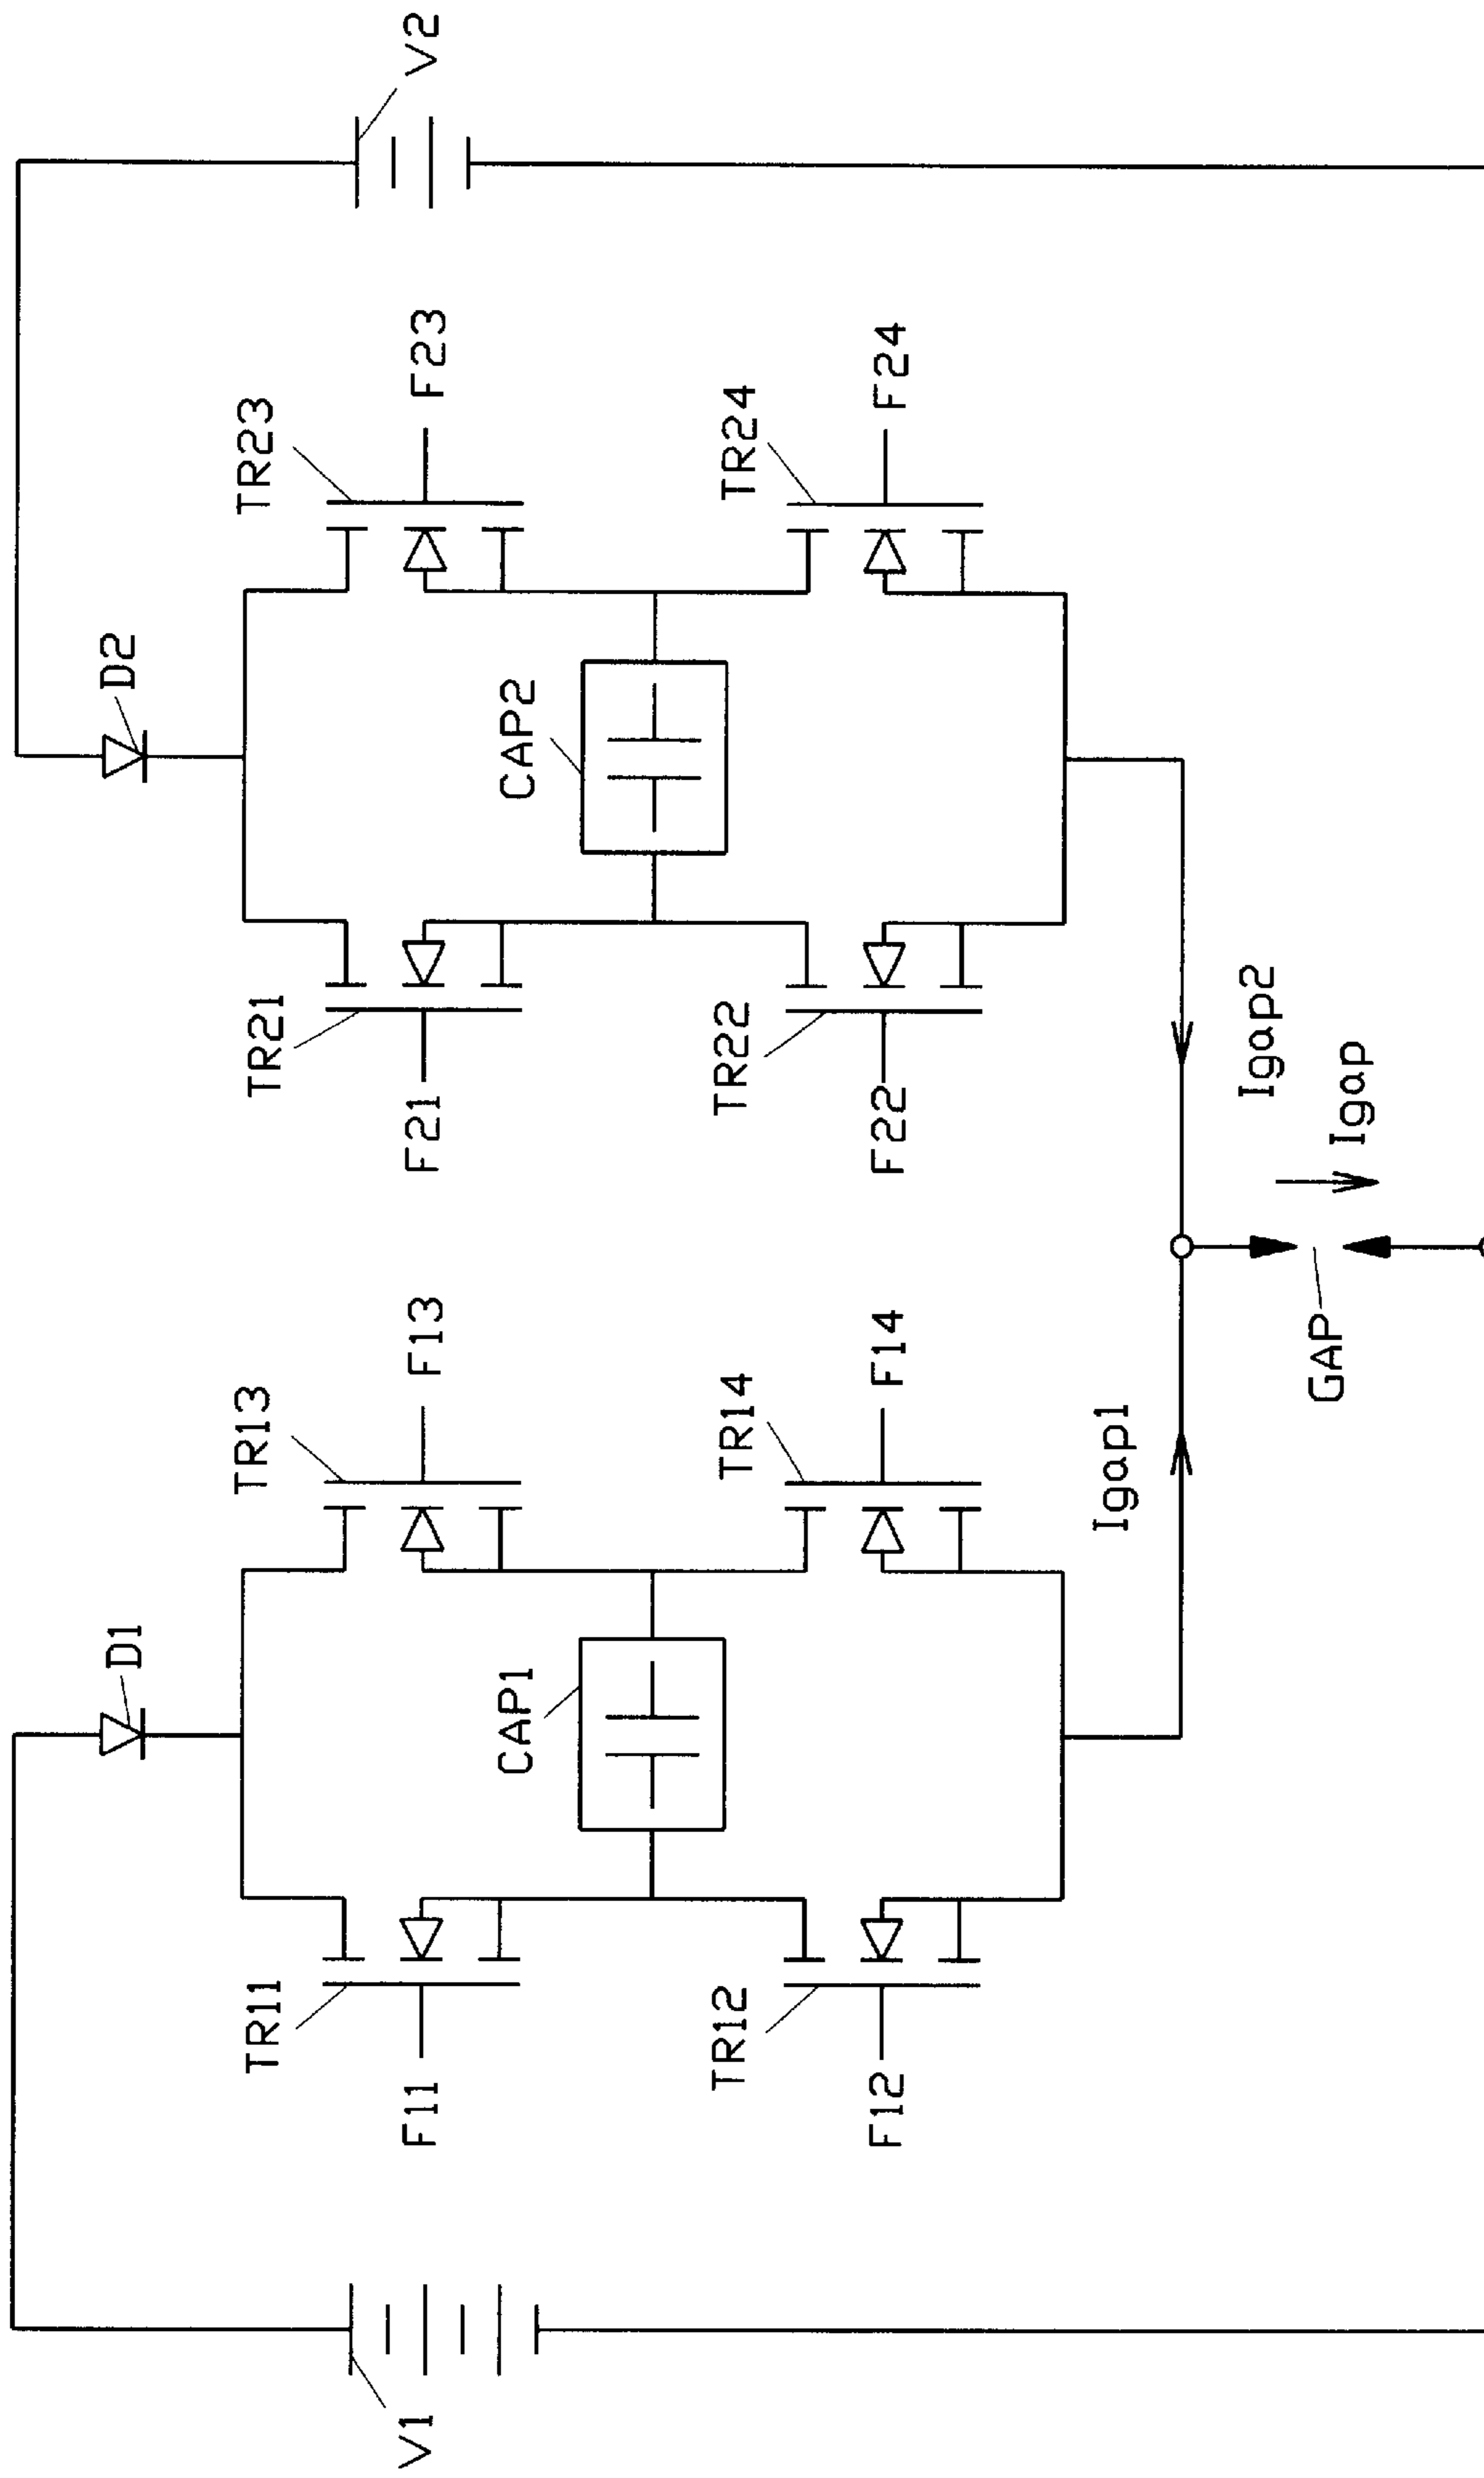 V1
D1
TR11
F11
TR13
F13
CAP1
TR12
F12
TR14
F14
Igap1
D2
V2
TR21
F21
TR23
F23
CAP2
TR22
F22
TR24
F24
Igap2
Igap
GAP